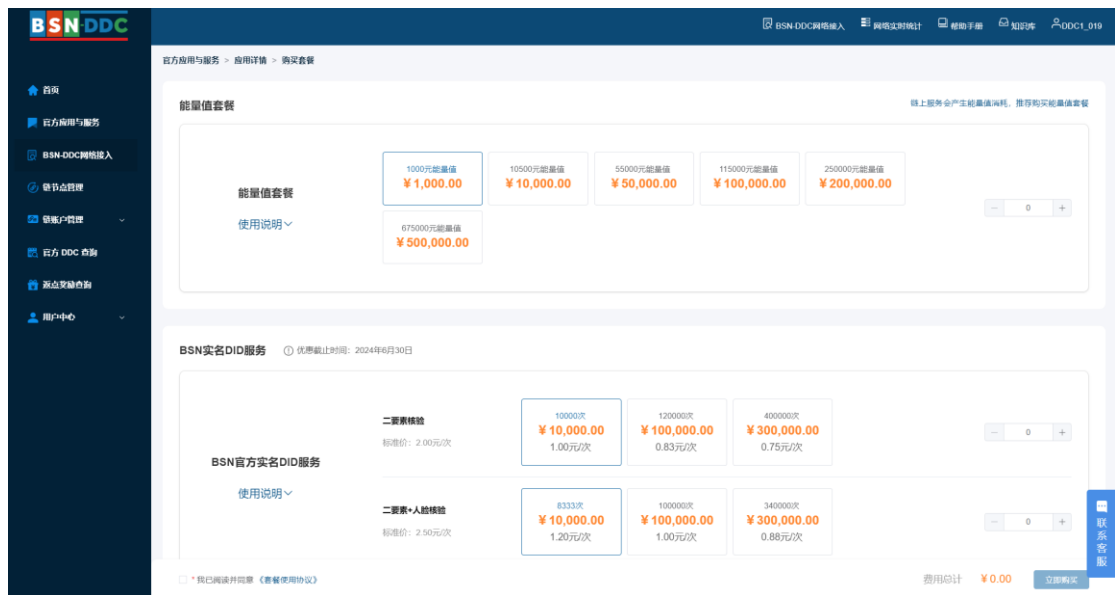 BSN-DDC
BSN-DDC网络接入 网络实时统计 帮助手册 知识库 DDC1_019
官方应用与服务 > 应用详情 > 购买套餐
首页
官方应用与服务
BSN-DDC网络接入
链节点管理
链账户管理
官方 DDC 查询
返点奖励查询
用户中心
能量值套餐
链上服务会产生能量值消耗，推荐购买能量值套餐
能量值套餐
使用说明
1000元能量值
¥1,000.00
10500元能量值
¥10,000.00
55000元能量值
¥50,000.00
115000元能量值
¥100,000.00
250000元能量值
¥200,000.00
675000元能量值
¥500,000.00
- 0 +
BSN实名DID服务 优惠截止时间：2024年6月30日
BSN官方实名DID服务
使用说明
二要素核验
标准价：2.00元/次
10000次
¥10,000.00
1.00元/次
120000次
¥100,000.00
0.83元/次
400000次
¥300,000.00
0.75元/次
- 0 +
二要素+人脸核验
标准价：2.50元/次
8333次
¥10,000.00
1.20元/次
100000次
¥100,000.00
1.00元/次
340000次
¥300,000.00
0.88元/次
- 0 +
联系客服
* 我已阅读并同意 《套餐使用协议》
费用总计 ¥0.00 立即购买